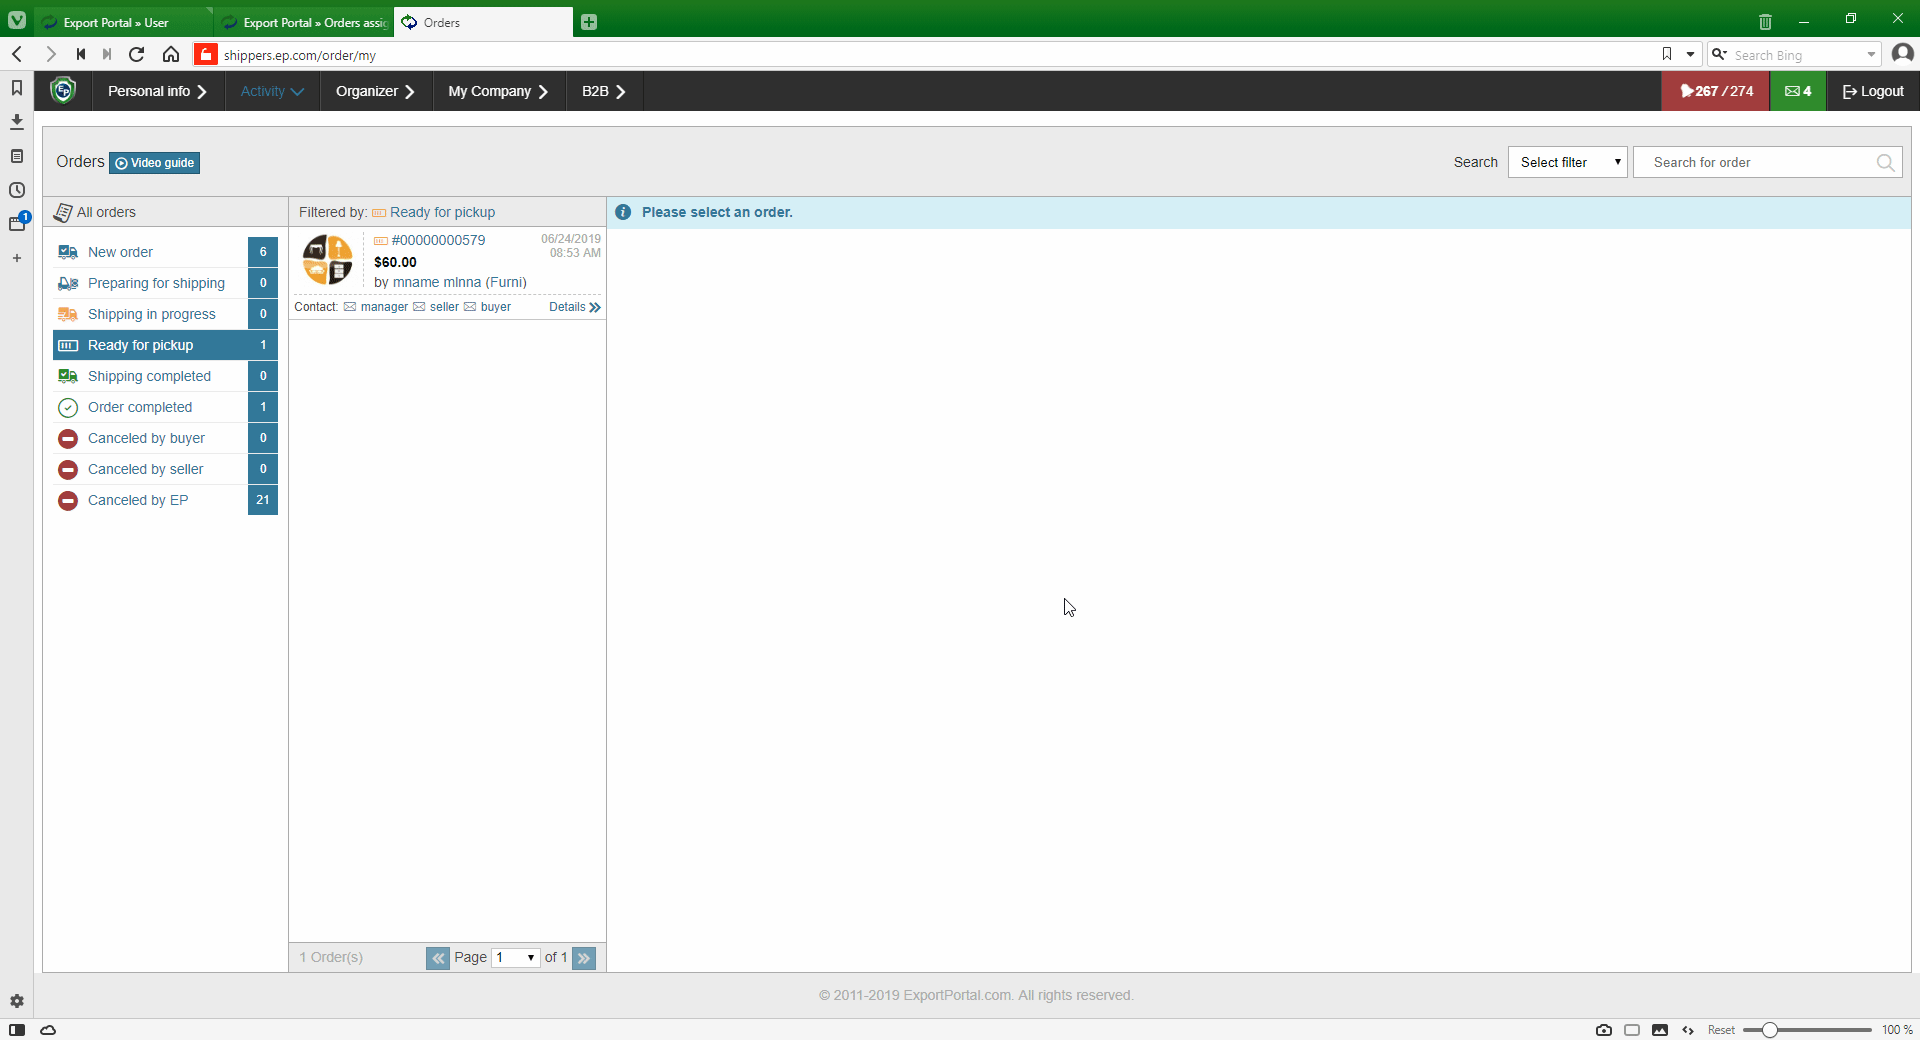 Export Portal » User
Export Portal » Orders assig
Orders
shippers.ep.com/order/my
Search Bing
EP
Personal info
Activity
Organizer
My Company
B2B
267 / 274
4
Logout
Orders
Video guide
Search
Select filter
Search for order
1
All orders
New order 6
Preparing for shipping 0
Shipping in progress 0
Ready for pickup 1
Shipping completed 0
Order completed 1
Canceled by buyer 0
Canceled by seller 0
Canceled by EP 21
Filtered by: Ready for pickup
#00000000579
06/24/2019
08:53 AM
$60.00
by mname mlnna (Furni)
Contact: manager seller buyer Details
1 Order(s)
Page 1 of 1
Please select an order.
© 2011-2019 ExportPortal.com. All rights reserved.
Reset
100 %